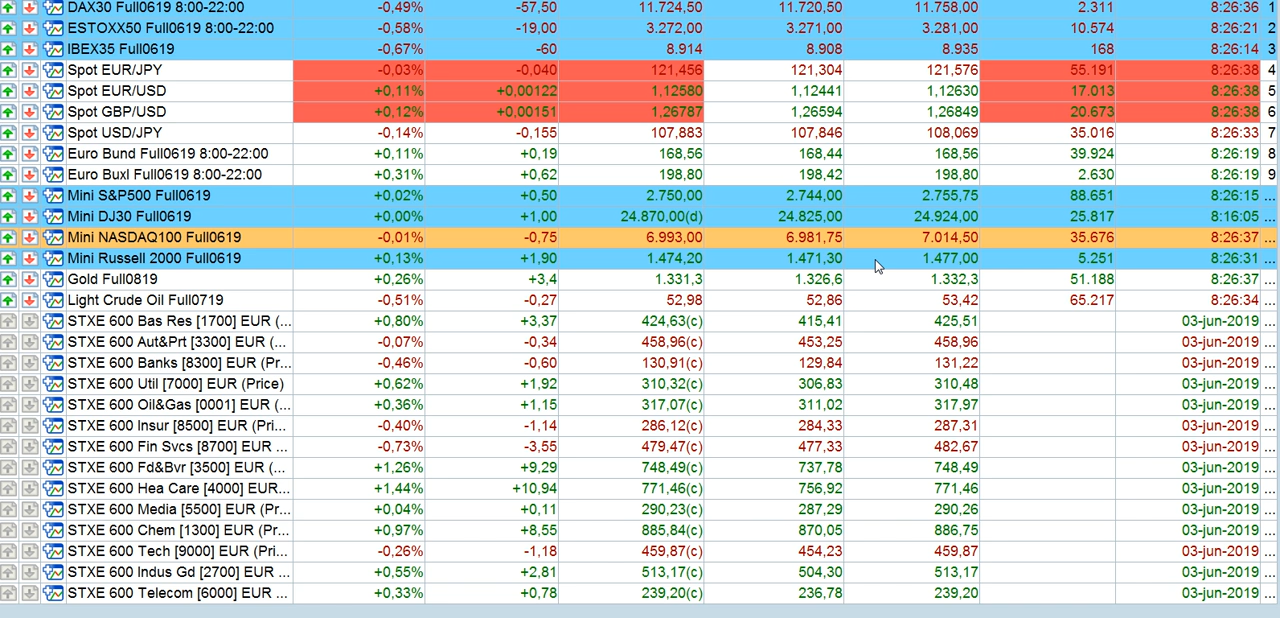 DAX30 Full0619 8:00-22:00 -0,49% -57,50 11.724,50 11.720,50 11.758,00 2.311 8:26:36 1
ESTOXX50 Full0619 8:00-22:00 -0,58% -19,00 3.272,00 3.271,00 3.281,00 10.574 8:26:21 2
IBEX35 Full0619 -0,67% -60 8.914 8.908 8.935 168 8:26:14 3
Spot EUR/JPY -0,03% -0,040 121,456 121,304 121,576 55.191 8:26:38 4
Spot EUR/USD +0,11% +0,00122 1,12580 1,12441 1,12630 17.013 8:26:38 5
Spot GBP/USD +0,12% +0,00151 1,26787 1,26594 1,26849 20.673 8:26:38 6
Spot USD/JPY -0,14% -0,155 107,883 107,846 108,069 35.016 8:26:33 7
Euro Bund Full0619 8:00-22:00 +0,11% +0,19 168,56 168,44 168,56 39.924 8:26:19 8
Euro Buxl Full0619 8:00-22:00 +0,31% +0,62 198,80 198,42 198,80 2.630 8:26:19 9
Mini S&P500 Full0619 +0,02% +0,50 2.750,00 2.744,00 2.755,75 88.651 8:26:15 ...
Mini DJ30 Full0619 +0,00% +1,00 24.870,00(d) 24.825,00 24.924,00 25.817 8:16:05 ...
Mini NASDAQ100 Full0619 -0,01% -0,75 6.993,00 6.981,75 7.014,50 35.676 8:26:37 ...
Mini Russell 2000 Full0619 +0,13% +1,90 1.474,20 1.471,30 1.477,00 5.251 8:26:31 ...
Gold Full0819 +0,26% +3,4 1.331,3 1.326,6 1.332,3 51.188 8:26:37 ...
Light Crude Oil Full0719 -0,51% -0,27 52,98 52,86 53,42 65.217 8:26:34 ...
STXE 600 Bas Res [1700] EUR (... +0,80% +3,37 424,63(c) 415,41 425,51 03-jun-2019 ...
STXE 600 Aut&Prt [3300] EUR (... -0,07% -0,34 458,96(c) 453,25 458,96 03-jun-2019 ...
STXE 600 Banks [8300] EUR (Pr... -0,46% -0,60 130,91(c) 129,84 131,22 03-jun-2019 ...
STXE 600 Util [7000] EUR (Price) +0,62% +1,92 310,32(c) 306,83 310,48 03-jun-2019 ...
STXE 600 Oil&Gas [0001] EUR (... +0,36% +1,15 317,07(c) 311,02 317,97 03-jun-2019 ...
STXE 600 Insur [8500] EUR (Pri... -0,40% -1,14 286,12(c) 284,33 287,31 03-jun-2019 ...
STXE 600 Fin Svcs [8700] EUR ... -0,73% -3,55 479,47(c) 477,33 482,67 03-jun-2019 ...
STXE 600 Fd&Bvr [3500] EUR (... +1,26% +9,29 748,49(c) 737,78 748,49 03-jun-2019 ...
STXE 600 Hea Care [4000] EUR... +1,44% +10,94 771,46(c) 756,92 771,46 03-jun-2019 ...
STXE 600 Media [5500] EUR (Pr... +0,04% +0,11 290,23(c) 287,29 290,26 03-jun-2019 ...
STXE 600 Chem [1300] EUR (Pr... +0,97% +8,55 885,84(c) 870,05 886,75 03-jun-2019 ...
STXE 600 Tech [9000] EUR (Pri... -0,26% -1,18 459,87(c) 454,23 459,87 03-jun-2019 ...
STXE 600 Indus Gd [2700] EUR ... +0,55% +2,81 513,17(c) 504,30 513,17 03-jun-2019 ...
STXE 600 Telecom [6000] EUR ... +0,33% +0,78 239,20(c) 236,78 239,20 03-jun-2019 ...